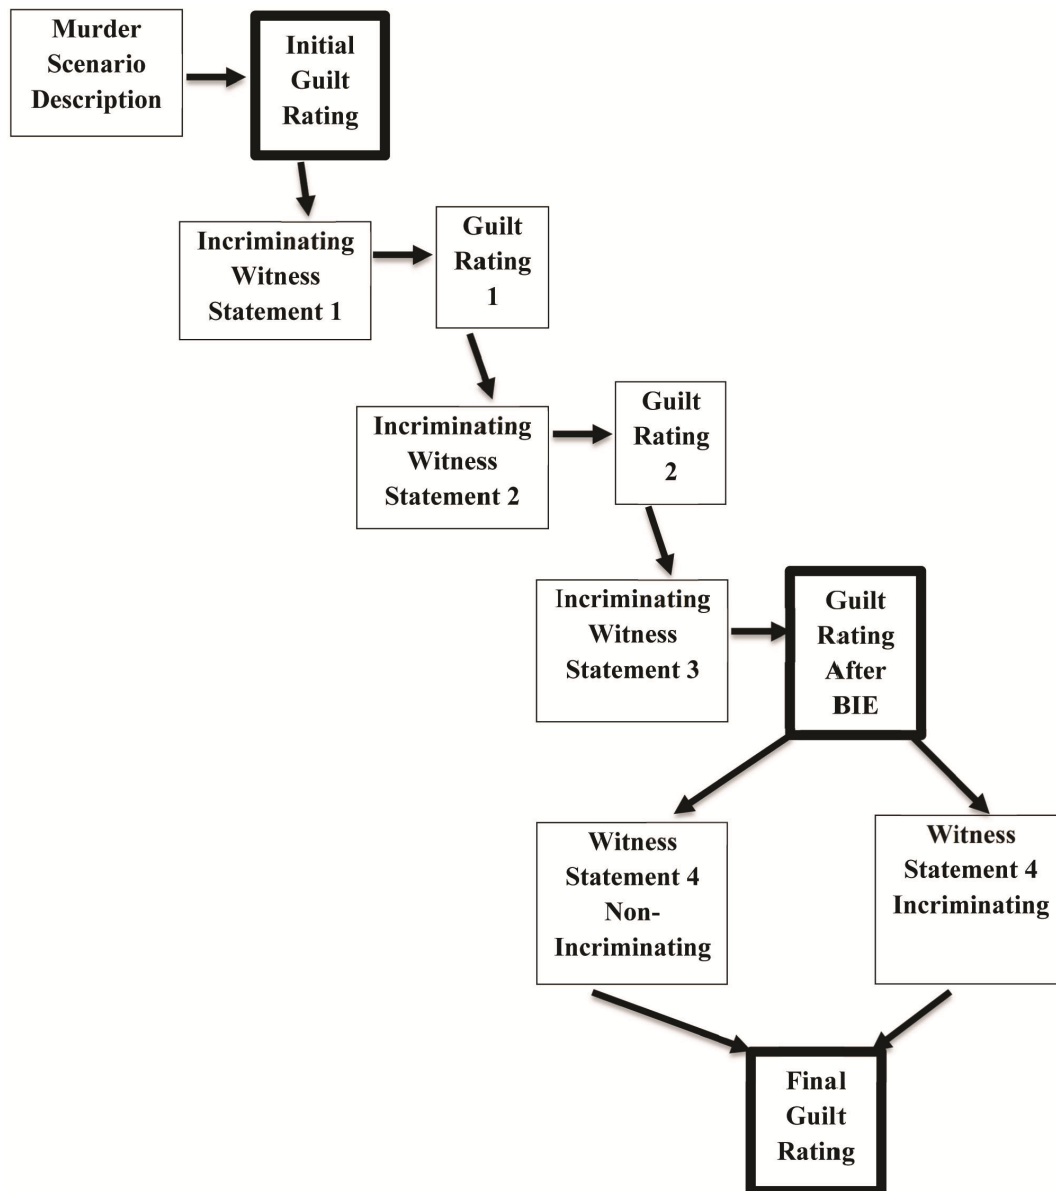 Murder
Scenario
Description
Initial
Guilt
Rating
Incriminating
Witness
Statement 1
Guilt
Rating
1
Incriminating
Witness
Statement 2
Guilt
Rating
2
Incriminating
Witness
Statement 3
Guilt
Rating
After
BIE
Witness
Statement 4
Non-
Incriminating
Witness
Statement 4
Incriminating
Final
Guilt
Rating